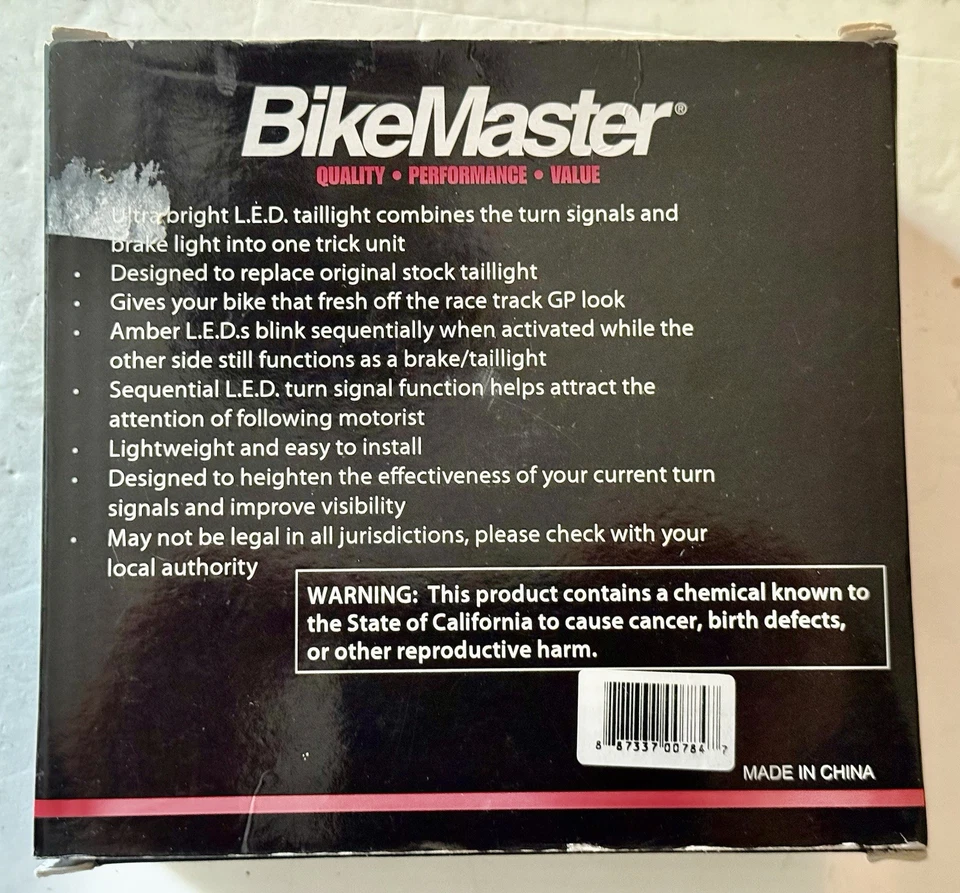 BikeMaster®
QUALITY • PERFORMANCE • VALUE
Ultra bright L.E.D. taillight combines the turn signals and
brake light into one trick unit
• Designed to replace original stock taillight
• Gives your bike that fresh off the race track GP look
• Amber L.E.D.s blink sequentially when activated while the
other side still functions as a brake/taillight
• Sequential L.E.D. turn signal function helps attract the
attention of following motorist
• Lightweight and easy to install
• Designed to heighten the effectiveness of your current turn
signals and improve visibility
• May not be legal in all jurisdictions, please check with your
local authority
WARNING: This product contains a chemical known to
the State of California to cause cancer, birth defects,
or other reproductive harm.
8 87337 00784 7
MADE IN CHINA